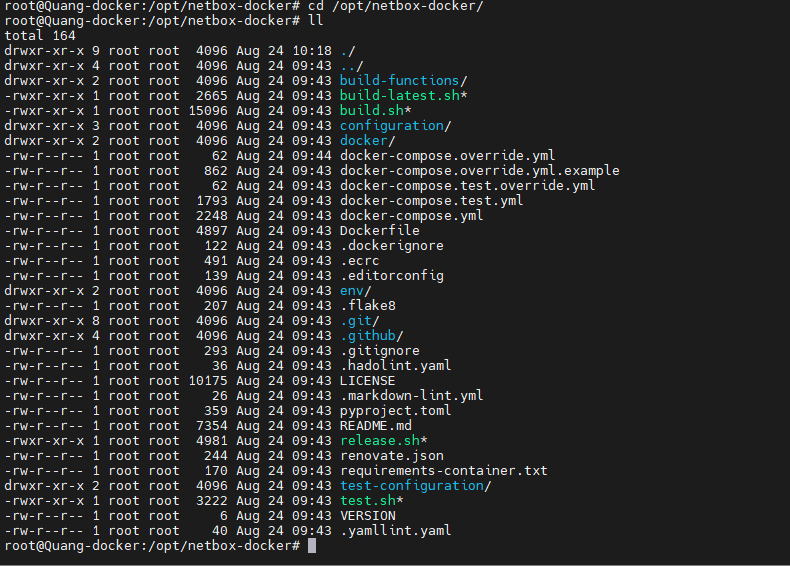 root@Quang-docker:/opt/netbox-docker# cd /opt/netbox-docker/
root@Quang-docker:/opt/netbox-docker# ll
total 164
drwxr-xr-x 9 root root  4096 Aug 24 10:18 ./
drwxr-xr-x 4 root root  4096 Aug 24 09:43 ../
drwxr-xr-x 2 root root  4096 Aug 24 09:43 build-functions/
-rwxr-xr-x 1 root root  2665 Aug 24 09:43 build-latest.sh*
-rwxr-xr-x 1 root root 15096 Aug 24 09:43 build.sh*
drwxr-xr-x 3 root root  4096 Aug 24 09:43 configuration/
drwxr-xr-x 2 root root  4096 Aug 24 09:43 docker/
-rw-r--r-- 1 root root    62 Aug 24 09:44 docker-compose.override.yml
-rw-r--r-- 1 root root   862 Aug 24 09:43 docker-compose.override.yml.example
-rw-r--r-- 1 root root    62 Aug 24 09:43 docker-compose.test.override.yml
-rw-r--r-- 1 root root  1793 Aug 24 09:43 docker-compose.test.yml
-rw-r--r-- 1 root root  2248 Aug 24 09:43 docker-compose.yml
-rw-r--r-- 1 root root  4897 Aug 24 09:43 Dockerfile
-rw-r--r-- 1 root root   122 Aug 24 09:43 .dockerignore
-rw-r--r-- 1 root root   491 Aug 24 09:43 .ecrc
-rw-r--r-- 1 root root   139 Aug 24 09:43 .editorconfig
drwxr-xr-x 2 root root  4096 Aug 24 09:43 env/
-rw-r--r-- 1 root root   207 Aug 24 09:43 .flake8
drwxr-xr-x 8 root root  4096 Aug 24 09:43 .git/
drwxr-xr-x 4 root root  4096 Aug 24 09:43 .github/
-rw-r--r-- 1 root root   293 Aug 24 09:43 .gitignore
-rw-r--r-- 1 root root    36 Aug 24 09:43 .hadolint.yaml
-rw-r--r-- 1 root root 10175 Aug 24 09:43 LICENSE
-rw-r--r-- 1 root root    26 Aug 24 09:43 .markdown-lint.yml
-rw-r--r-- 1 root root   359 Aug 24 09:43 pyproject.toml
-rw-r--r-- 1 root root  7354 Aug 24 09:43 README.md
-rwxr-xr-x 1 root root  4981 Aug 24 09:43 release.sh*
-rw-r--r-- 1 root root   244 Aug 24 09:43 renovate.json
-rw-r--r-- 1 root root   170 Aug 24 09:43 requirements-container.txt
drwxr-xr-x 2 root root  4096 Aug 24 09:43 test-configuration/
-rwxr-xr-x 1 root root  3222 Aug 24 09:43 test.sh*
-rw-r--r-- 1 root root     6 Aug 24 09:43 VERSION
-rw-r--r-- 1 root root    40 Aug 24 09:43 .yamllint.yaml
root@Quang-docker:/opt/netbox-docker#